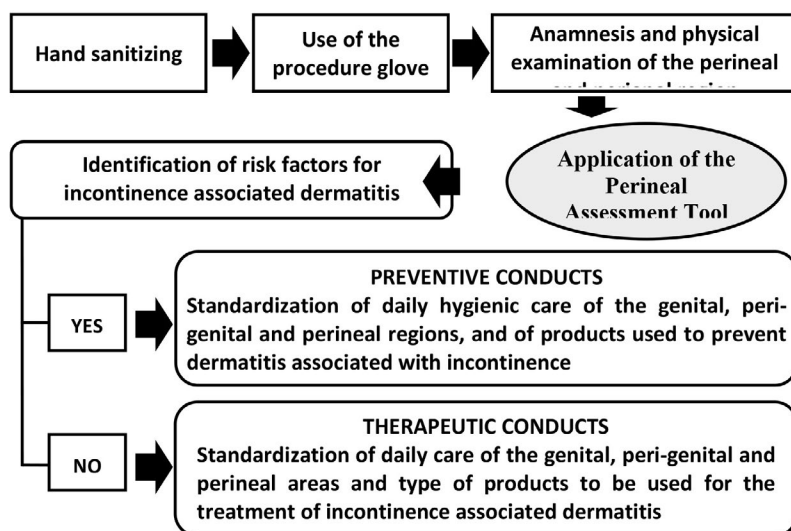 Hand sanitizing
Use of the
procedure glove
Anamnesis and physical
examination of the perineal
and perianal region
Application of the
Perineal
Assessment Tool
Identification of risk factors for
incontinence associated dermatitis
YES
PREVENTIVE CONDUCTS
Standardization of daily hygienic care of the genital, peri-
genital and perineal regions, and of products used to prevent
dermatitis associated with incontinence
NO
THERAPEUTIC CONDUCTS
Standardization of daily care of the genital, peri-genital and
perineal areas and type of products to be used for the
treatment of incontinence associated dermatitis